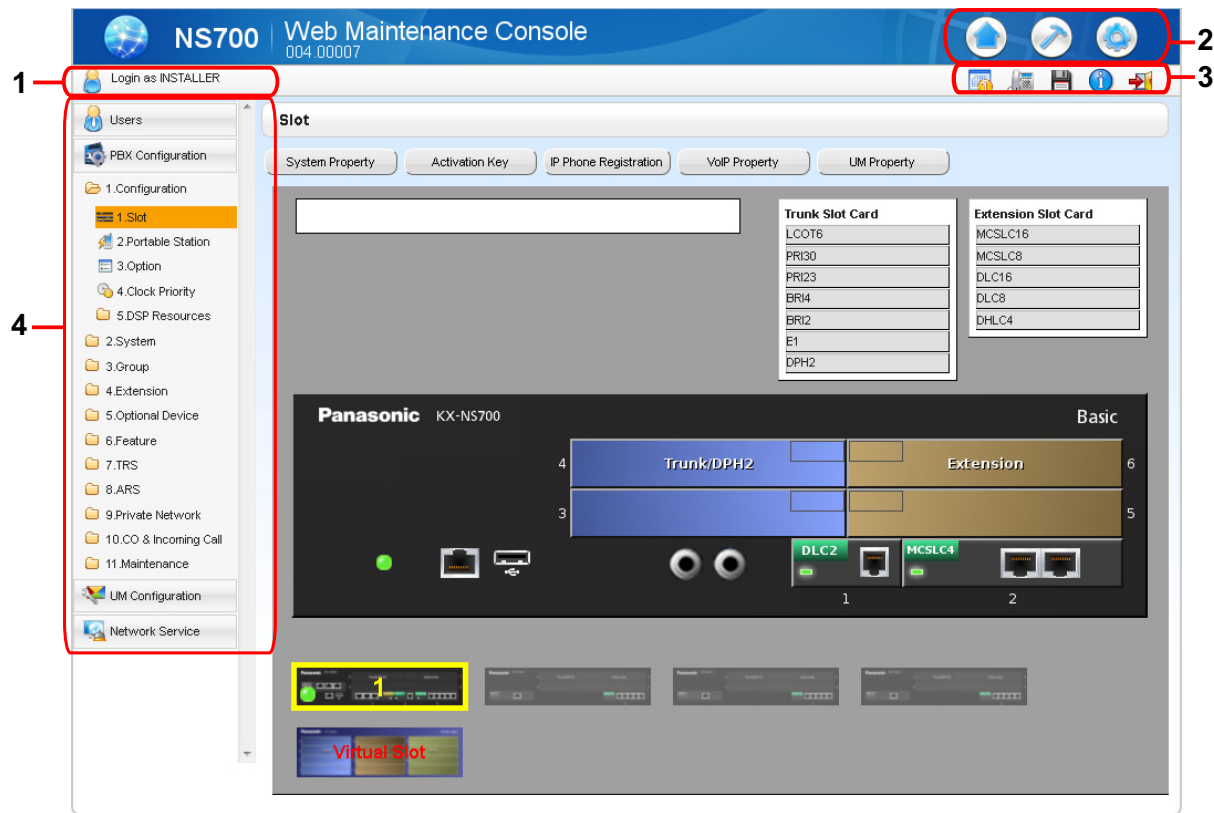 NS700
Web Maintenance Console
004.00007
2
1
Login as INSTALLER
3
4
Users
PBX Configuration
1.Configuration
1.Slot
2.Portable Station
3.Option
4.Clock Priority
5.DSP Resources
2.System
3.Group
4.Extension
5.Optional Device
6.Feature
7.TRS
8.ARS
9.Private Network
10.CO & Incoming Call
11.Maintenance
UM Configuration
Network Service
Slot
System Property
Activation Key
IP Phone Registration
VoIP Property
UM Property
Trunk Slot Card
LCOT6
PRI30
PRI23
BRI4
BRI2
E1
DPH2
Extension Slot Card
MCSLC16
MCSLC8
DLC16
DLC8
DHLC4
Panasonic KX-NS700
Basic
4
Trunk/DPH2
Extension
6
3
5
DLC2
MCSLC4
1
2
1
Virtual Slot